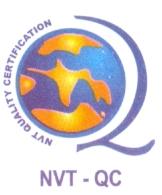 NVT QUALITY CERTIFICATION
Q
NVT - QC